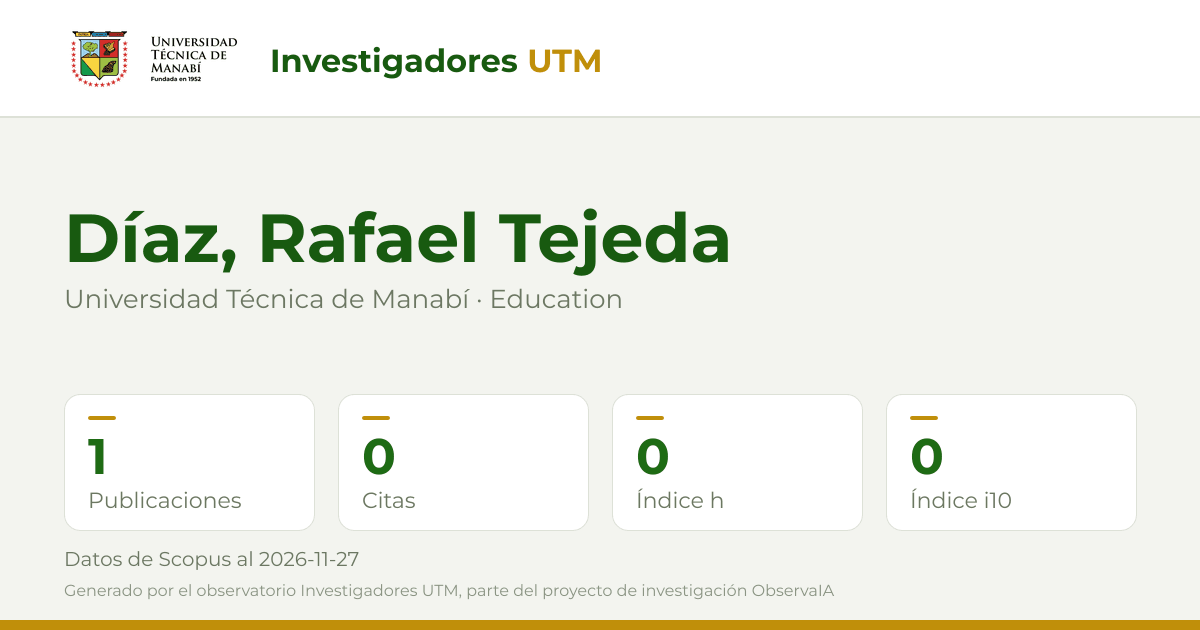 UNIVERSIDAD
TÉCNICA DE
MANABÍ
Fundada en 1952
Investigadores UTM
Díaz, Rafael Tejeda
Universidad Técnica de Manabí · Education
1
Publicaciones
0
Citas
0
Índice h
0
Índice i10
Datos de Scopus al 2026-11-27
Generado por el observatorio Investigadores UTM, parte del proyecto de investigación ObservaIA